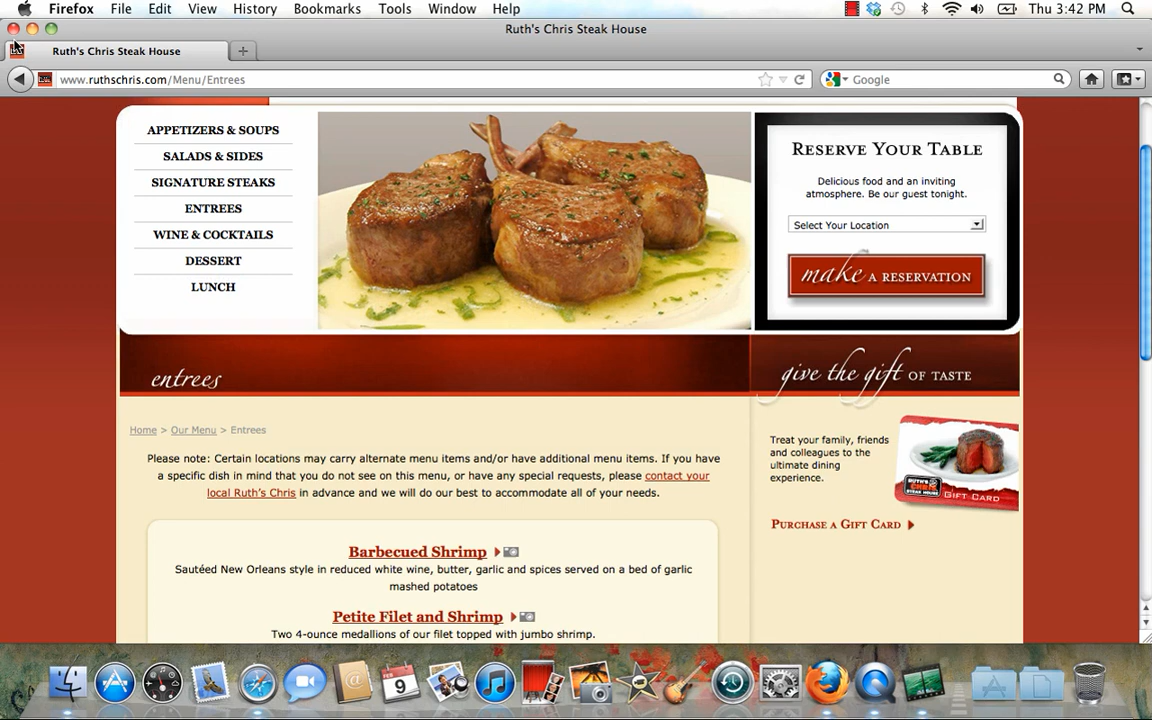 Firefox File Edit View History Bookmarks Tools Window Help Thu 3:42 PM
Ruth's Chris Steak House
Ruth's Chris Steak House
www.ruthschris.com/Menu/Entrees
Google
APPETIZERS & SOUPS
SALADS & SIDES
SIGNATURE STEAKS
ENTREES
WINE & COCKTAILS
DESSERT
LUNCH
RESERVE YOUR TABLE
Delicious food and an inviting
atmosphere. Be our guest tonight.
Select Your Location
make A RESERVATION
entrees
give the gift OF TASTE
Home > Our Menu > Entrees
Please note: Certain locations may carry alternate menu items and/or have additional menu items. If you have
a specific dish in mind that you do not see on this menu, or have any special requests, please contact your
local Ruth's Chris in advance and we will do our best to accommodate all of your needs.
Treat your family, friends
and colleagues to the
ultimate dining
experience.
RUTH'S
CHRIS
STEAK HOUSE
GIFT CARD
PURCHASE A GIFT CARD
Barbecued Shrimp
Sautéed New Orleans style in reduced white wine, butter, garlic and spices served on a bed of garlic
mashed potatoes
Petite Filet and Shrimp
Two 4-ounce medallions of our filet topped with jumbo shrimp.
FEB
9